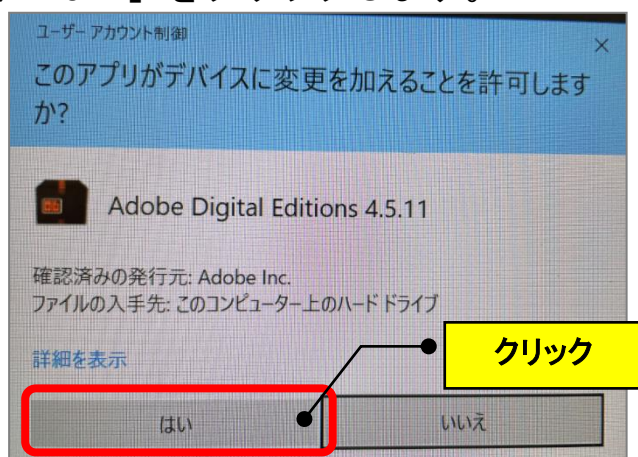 ユーザー アカウント制御
このアプリがデバイスに変更を加えることを許可します
か?
Adobe Digital Editions 4.5.11
確認済みの発行元: Adobe Inc.
ファイルの入手先: このコンピューター上のハード ドライブ
詳細を表示
クリック
はい
いいえ